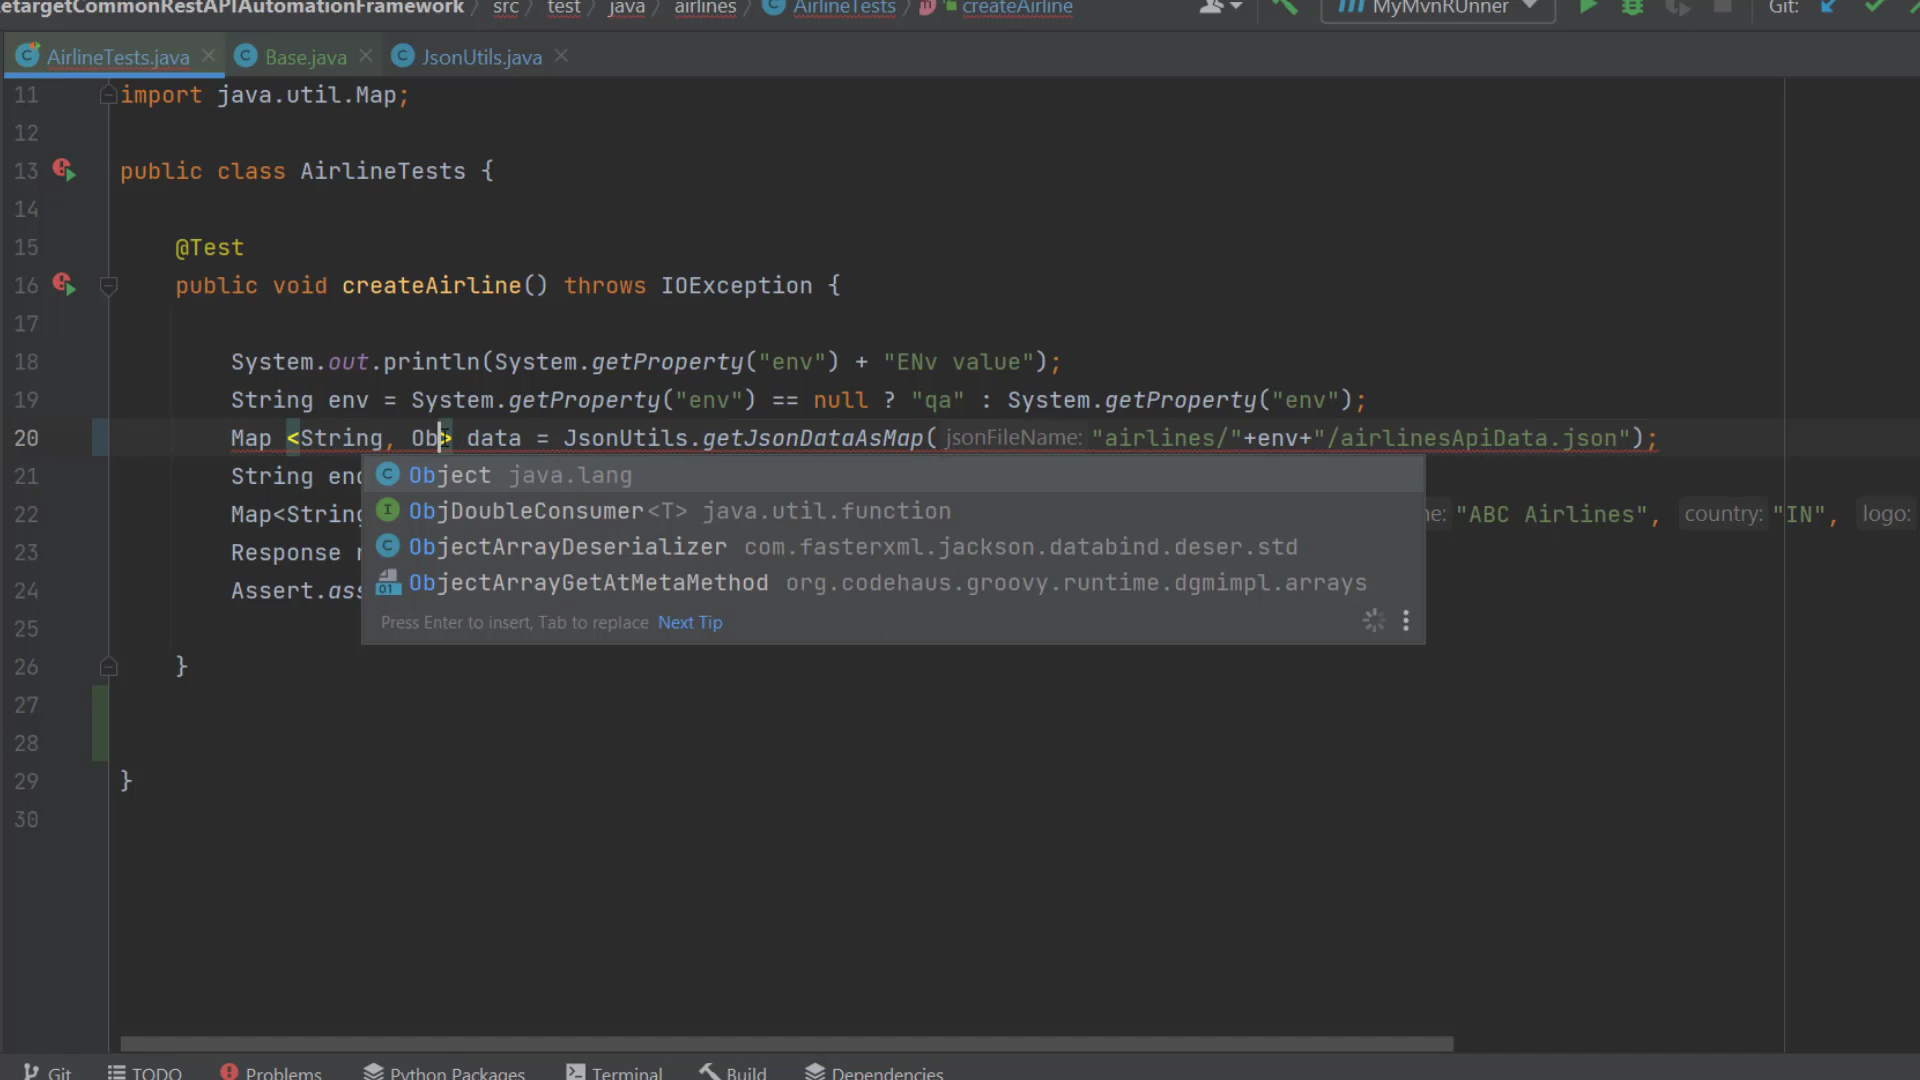 etargetCommonRestAPIAutomationFramework / src / test / java / airlines / AirlineTests / createAirline MyMvnRUnner Git:
AirlineTests.java Base.java JsonUtils.java
11 import java.util.Map;
12
13 public class AirlineTests {
14
15 @Test
16 public void createAirline() throws IOException {
17
18 System.out.println(System.getProperty("env") + "ENv value");
19 String env = System.getProperty("env") == null ? "qa" : System.getProperty("env");
20 Map <String, Ob> data = JsonUtils.getJsonDataAsMap( jsonFileName: "airlines/"+env+"/airlinesApiData.json");
21 String end
22 Map<String e: "ABC Airlines", country: "IN", logo:
23 Response r
24 Assert.ass
Object java.lang
ObjDoubleConsumer<T> java.util.function
ObjectArrayDeserializer com.fasterxml.jackson.databind.deser.std
ObjectArrayGetAtMetaMethod org.codehaus.groovy.runtime.dgmimpl.arrays
Press Enter to insert, Tab to replace Next Tip
25
26 }
27
28
29 }
30
Git TODO Problems Python Packages Terminal Build Dependencies